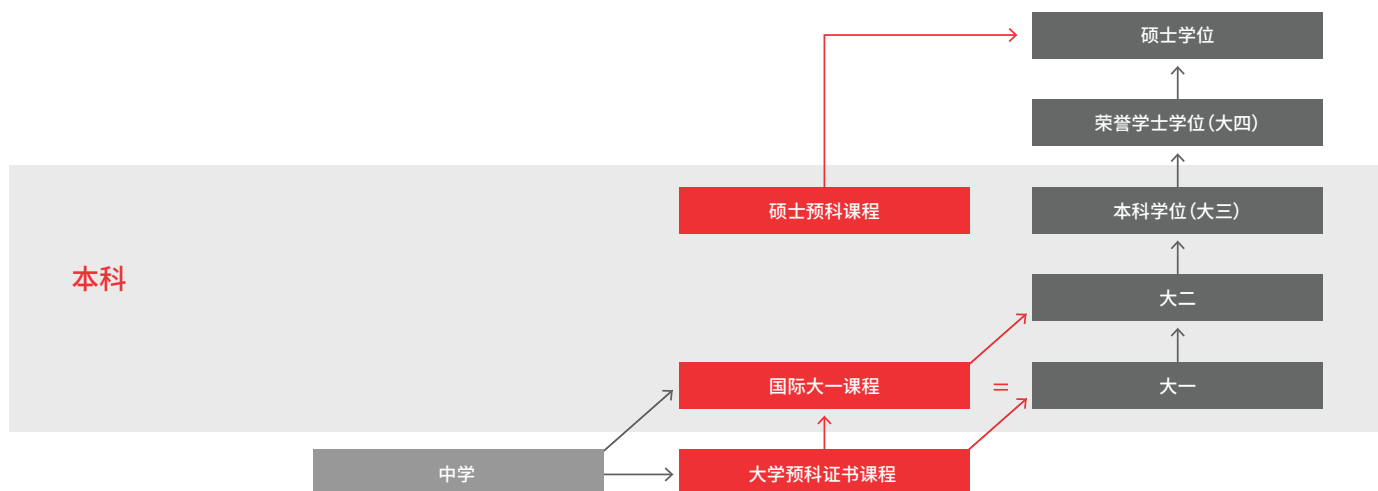 硕士学位
荣誉学士学位(大四)
硕士预科课程
本科学位(大三)
本科
大二
国际大一课程
=
大一
中学
大学预科证书课程